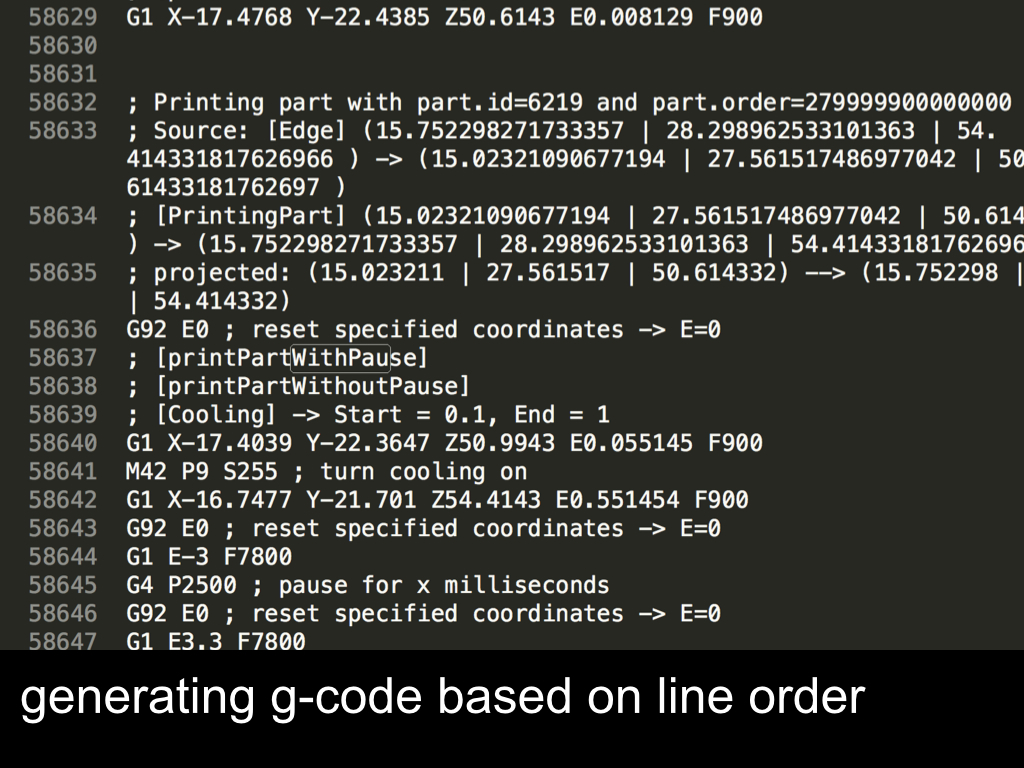 58629 G1 X-17.4768 Y-22.4385 Z50.6143 E0.008129 F900
58630
58631
58632 ; Printing part with part.id=6219 and part.order=279999900000000
58633 ; Source: [Edge] (15.752298271733357 | 28.298962533101363 | 54.
414331817626966 ) -> (15.02321090677194 | 27.561517486977042 | 50
61433181762697 )
58634 ; [PrintingPart] (15.02321090677194 | 27.561517486977042 | 50.614
) -> (15.752298271733357 | 28.298962533101363 | 54.41433181762696
58635 ; projected: (15.023211 | 27.561517 | 50.614332) --> (15.752298 |
| 54.414332)
58636 G92 E0 ; reset specified coordinates -> E=0
58637 ; [printPartWithPause]
58638 ; [printPartWithoutPause]
58639 ; [Cooling] -> Start = 0.1, End = 1
58640 G1 X-17.4039 Y-22.3647 Z50.9943 E0.055145 F900
58641 M42 P9 S255 ; turn cooling on
58642 G1 X-16.7477 Y-21.701 Z54.4143 E0.551454 F900
58643 G92 E0 ; reset specified coordinates -> E=0
58644 G1 E-3 F7800
58645 G4 P2500 ; pause for x milliseconds
58646 G92 E0 ; reset specified coordinates -> E=0
58647 G1 E3.3 F7800
generating g-code based on line order